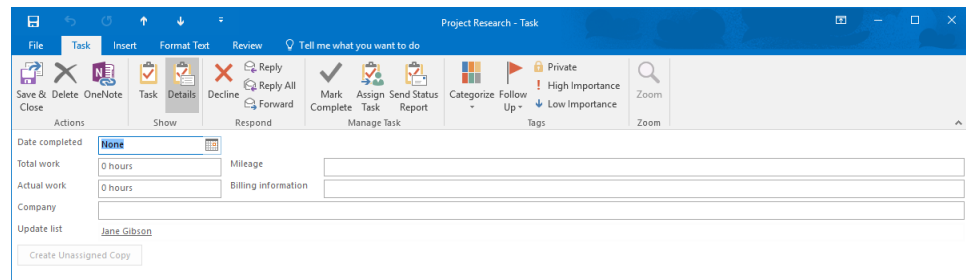 Project Research - Task
File Task Insert Format Text Review Tell me what you want to do
Save & Close Delete OneNote Task Details Decline Reply Reply All Forward Mark Complete Assign Task Send Status Report Categorize Follow Up Private High Importance Low Importance Zoom
Actions Show Respond Manage Task Tags Zoom
Date completed None
Total work 0 hours Mileage
Actual work 0 hours Billing information
Company
Update list Jane Gibson
Create Unassigned Copy